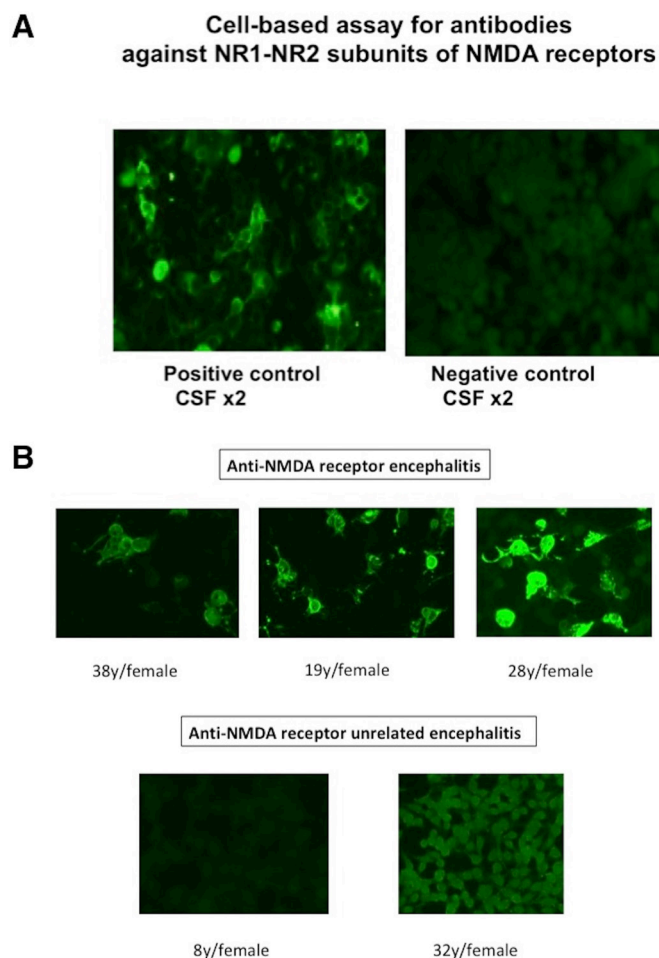 A
Cell-based assay for antibodies
against NR1-NR2 subunits of NMDA receptors
Positive control
CSF x2
Negative control
CSF x2
B
Anti-NMDA receptor encephalitis
38y/female
19y/female
28y/female
Anti-NMDA receptor unrelated encephalitis
8y/female
32y/female